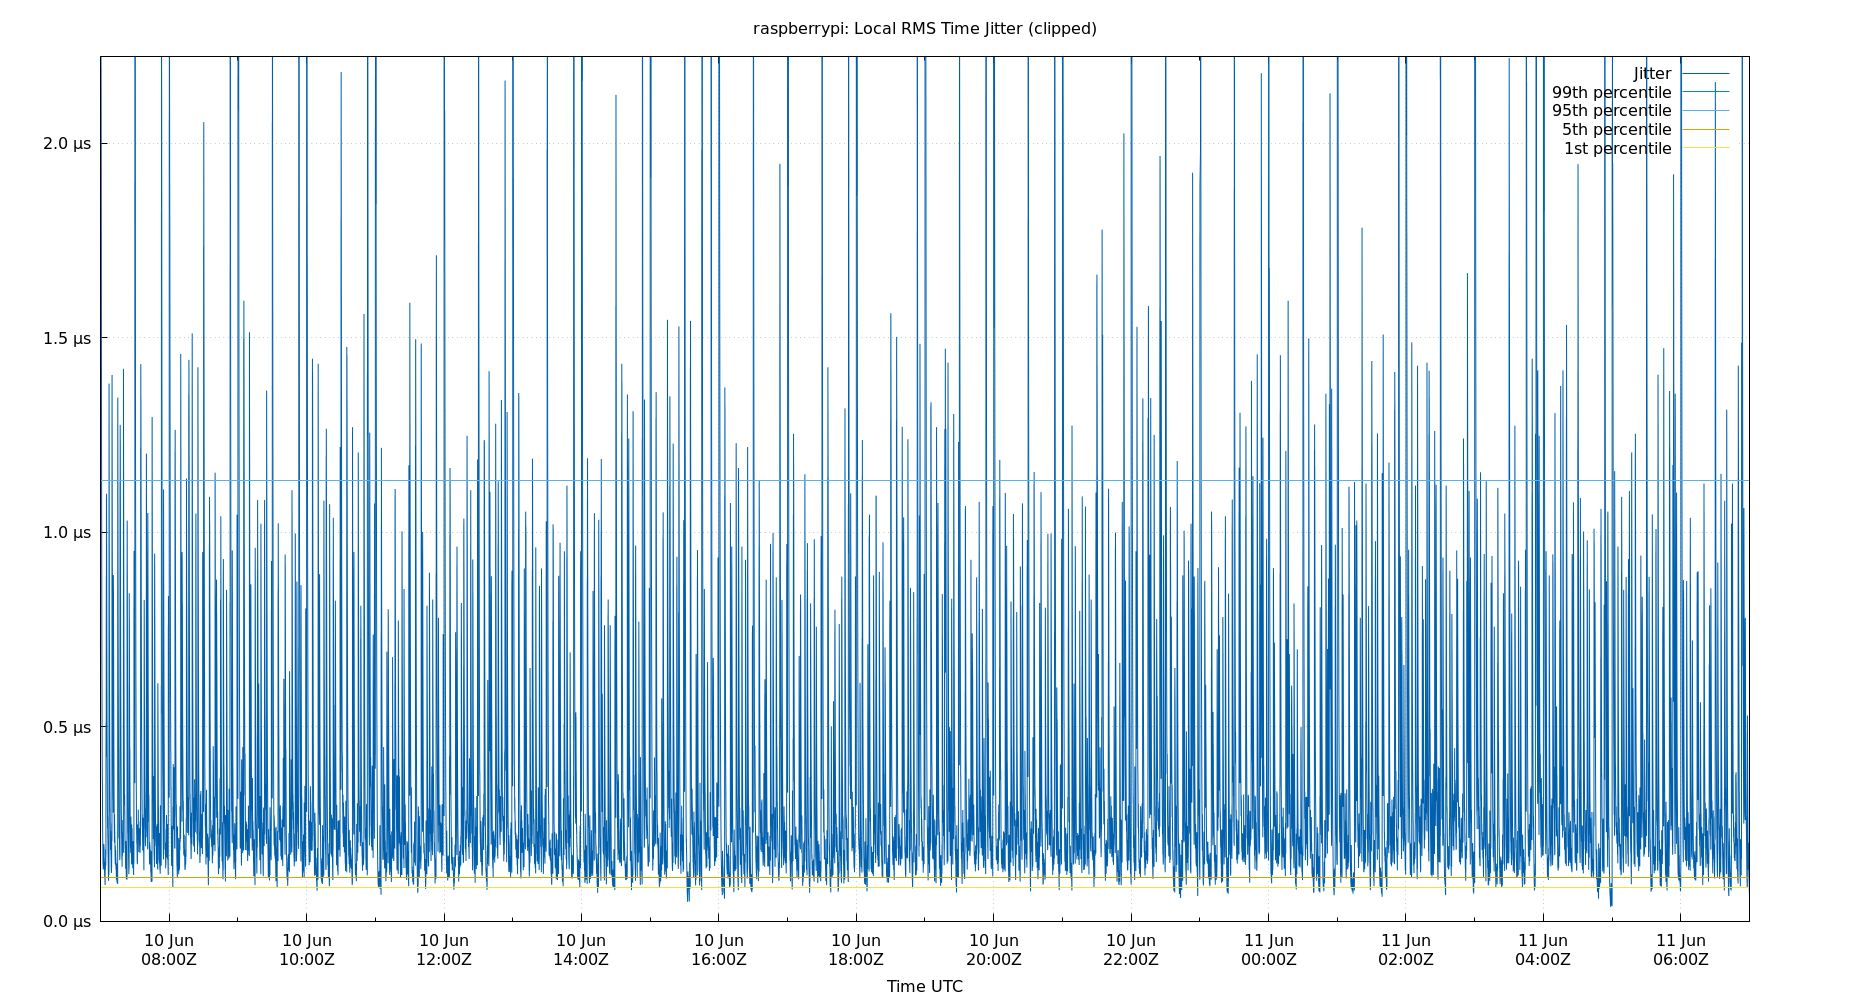 raspberrypi: Local RMS Time Jitter (clipped)
Jitter
99th percentile
95th percentile
5th percentile
1st percentile
2.0 µs
1.5 µs
1.0 µs
0.5 µs
0.0 µs
10 Jun 10 Jun 10 Jun 10 Jun 10 Jun 10 Jun 10 Jun 10 Jun 11 Jun 11 Jun 11 Jun 11 Jun
08:00Z 10:00Z 12:00Z 14:00Z 16:00Z 18:00Z 20:00Z 22:00Z 00:00Z 02:00Z 04:00Z 06:00Z
Time UTC